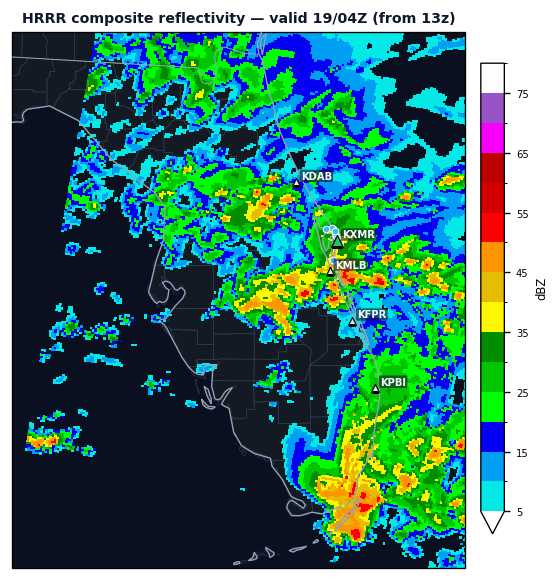 HRRR composite reflectivity — valid 19/04Z (from 13z)
KDAB
KXMR
KMLB
KFPR
KPBI
75
65
55
45
35
25
15
5
dBZ